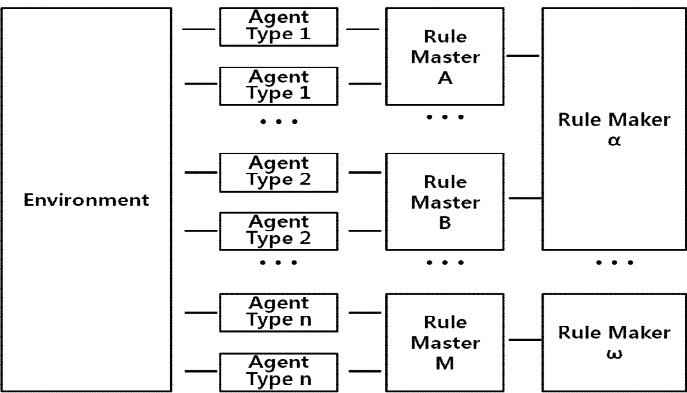 Environment
Agent
Type 1
Agent
Type 1
• • •
Agent
Type 2
Agent
Type 2
• • •
Agent
Type n
Agent
Type n
Rule
Master
A
• • •
Rule
Master
B
• • •
Rule
Master
M
Rule Maker
α
• • •
Rule Maker
ω